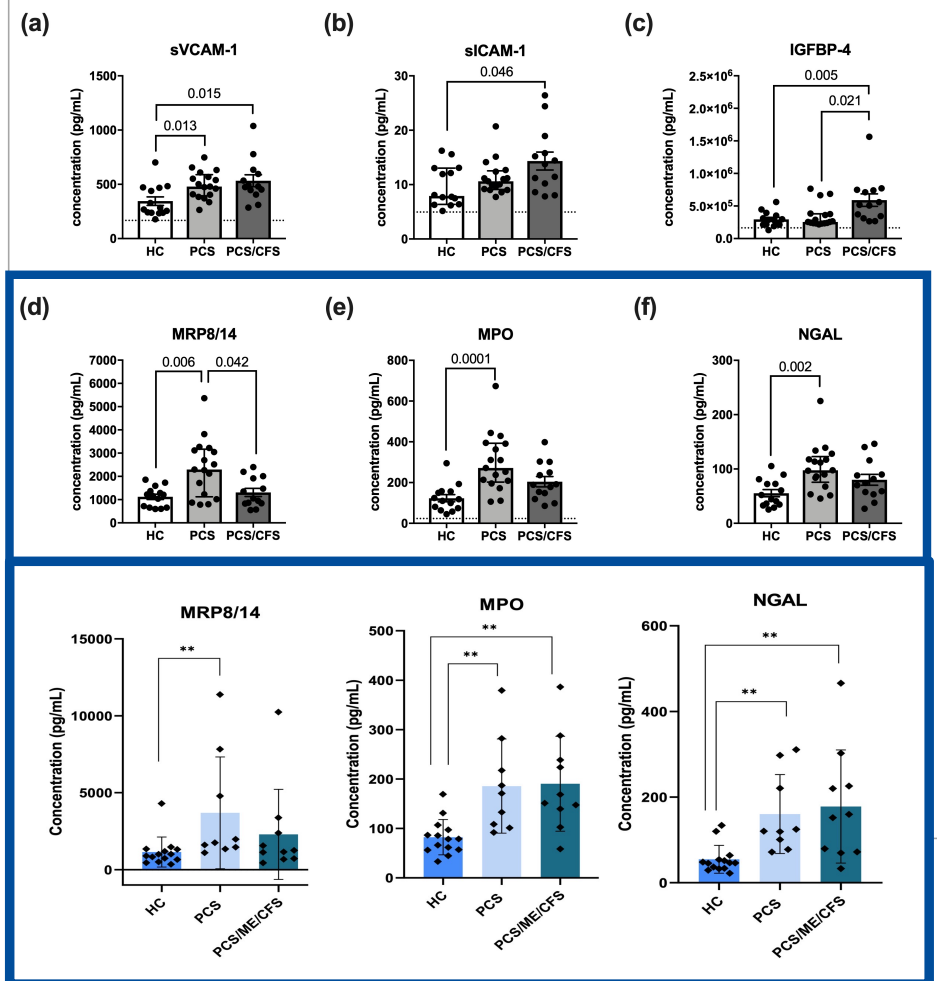 (a)
(b)
(c)
sVCAM-1
sICAM-1
IGFBP-4
concentration (pg/mL)
1500
1000
500
0
0.015
0.013
HC
PCS
PCS/CFS
concentration (pg/mL)
30
20
10
0
0.046
HC
PCS
PCS/CFS
concentration (pg/mL)
2.5×10⁶
2.0×10⁶
1.5×10⁶
1.0×10⁶
5.0×10⁵
0.0
0.005
0.021
HC
PCS
PCS/CFS
(d)
(e)
(f)
MRP8/14
MPO
NGAL
concentration (pg/mL)
7000
6000
5000
4000
3000
2000
1000
0
0.006
0.042
HC
PCS
PCS/CFS
concentration (pg/mL)
800
600
400
200
0
0.0001
HC
PCS
PCS/CFS
concentration (pg/mL)
300
200
100
0
0.002
HC
PCS
PCS/CFS
MRP8/14
MPO
NGAL
Concentration (pg/mL)
15000
10000
5000
0
**
HC
PCS
PCS/ME/CFS
Concentration (pg/mL)
500
400
300
200
100
0
**
**
HC
PCS
PCS/ME/CFS
Concentration (pg/mL)
600
400
200
0
**
**
HC
PCS
PCS/ME/CFS